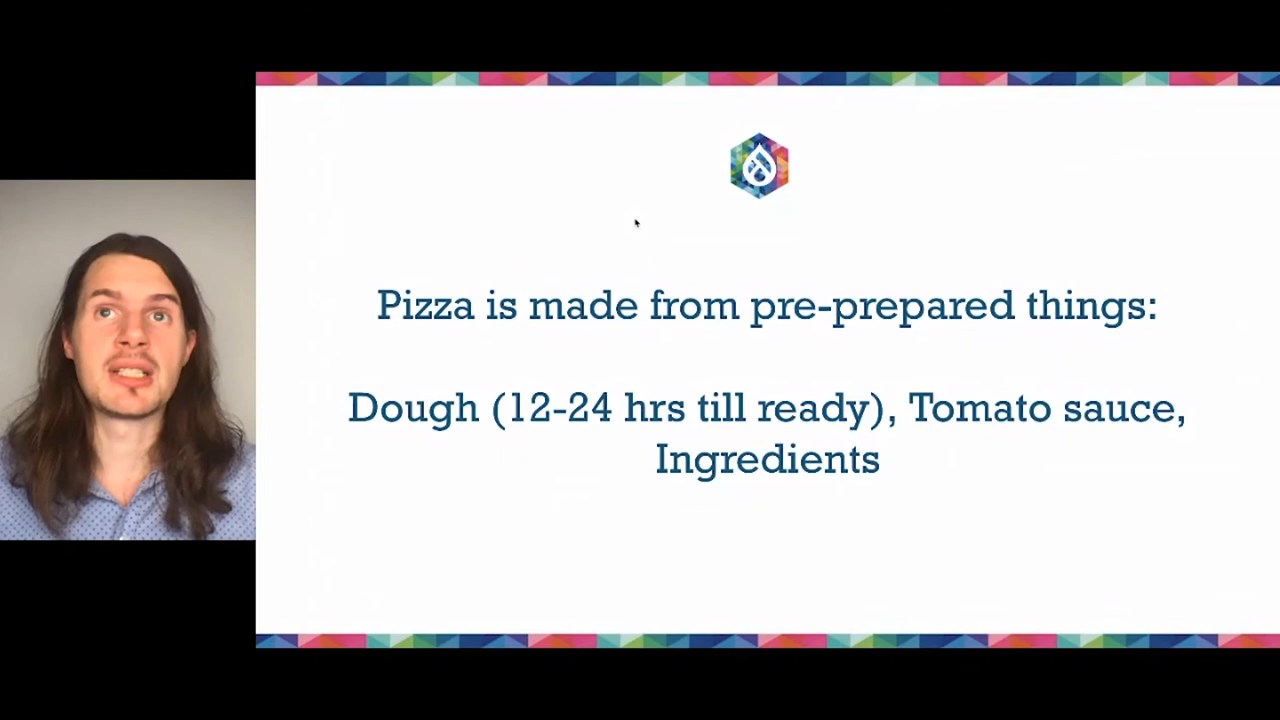 Pizza is made from pre-prepared things:
Dough (12-24 hrs till ready), Tomato sauce,
Ingredients